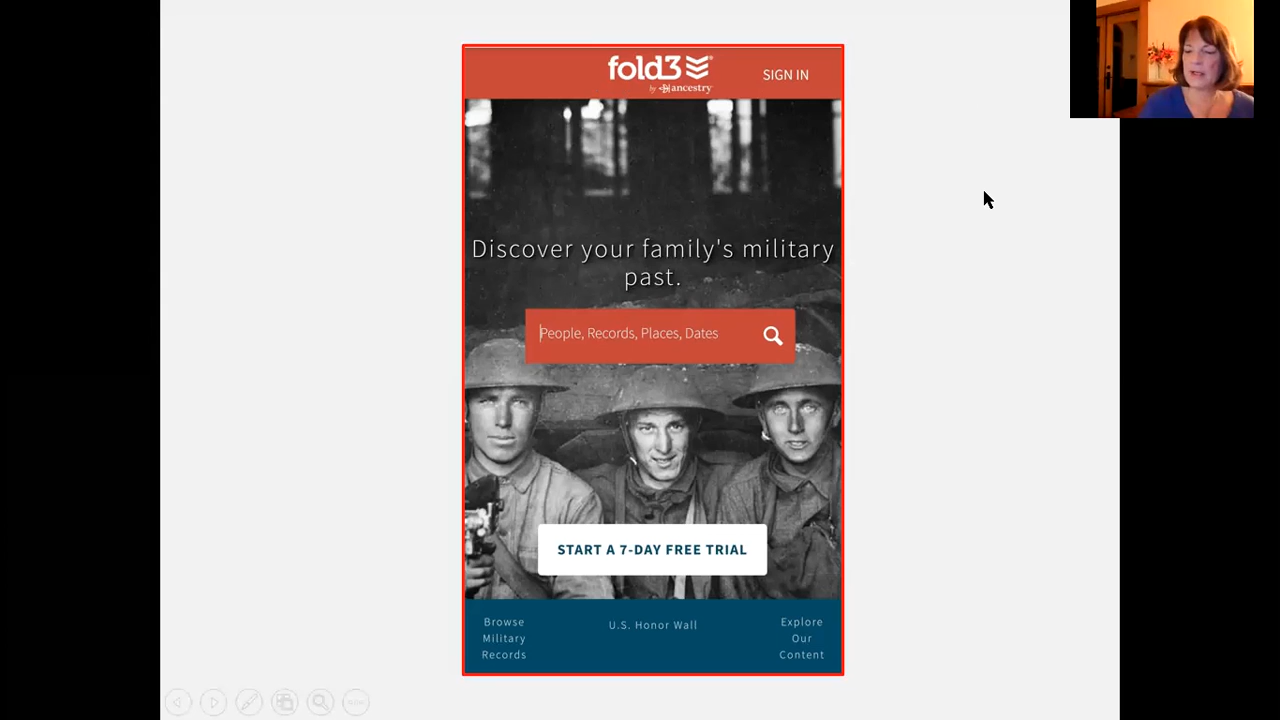 fold3
by ancestry
SIGN IN
Discover your family's military
past.
People, Records, Places, Dates
START A 7-DAY FREE TRIAL
Browse
Military
Records
U.S. Honor Wall
Explore
Our
Content